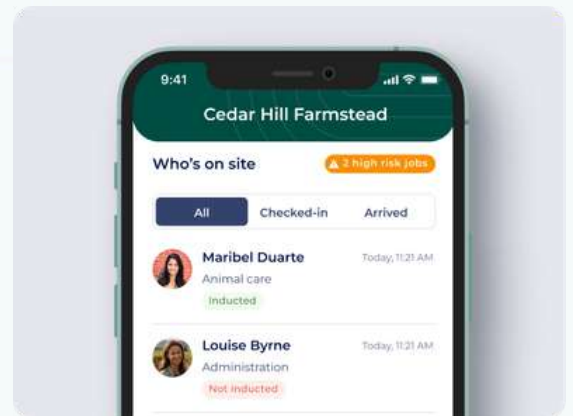 9:41
Cedar Hill Farmstead
Who's on site
2 high risk jobs
All Checked-in Arrived
Maribel Duarte Today, 11:21 AM
Animal care
Inducted
Louise Byrne Today, 11:21 AM
Administration
Not inducted